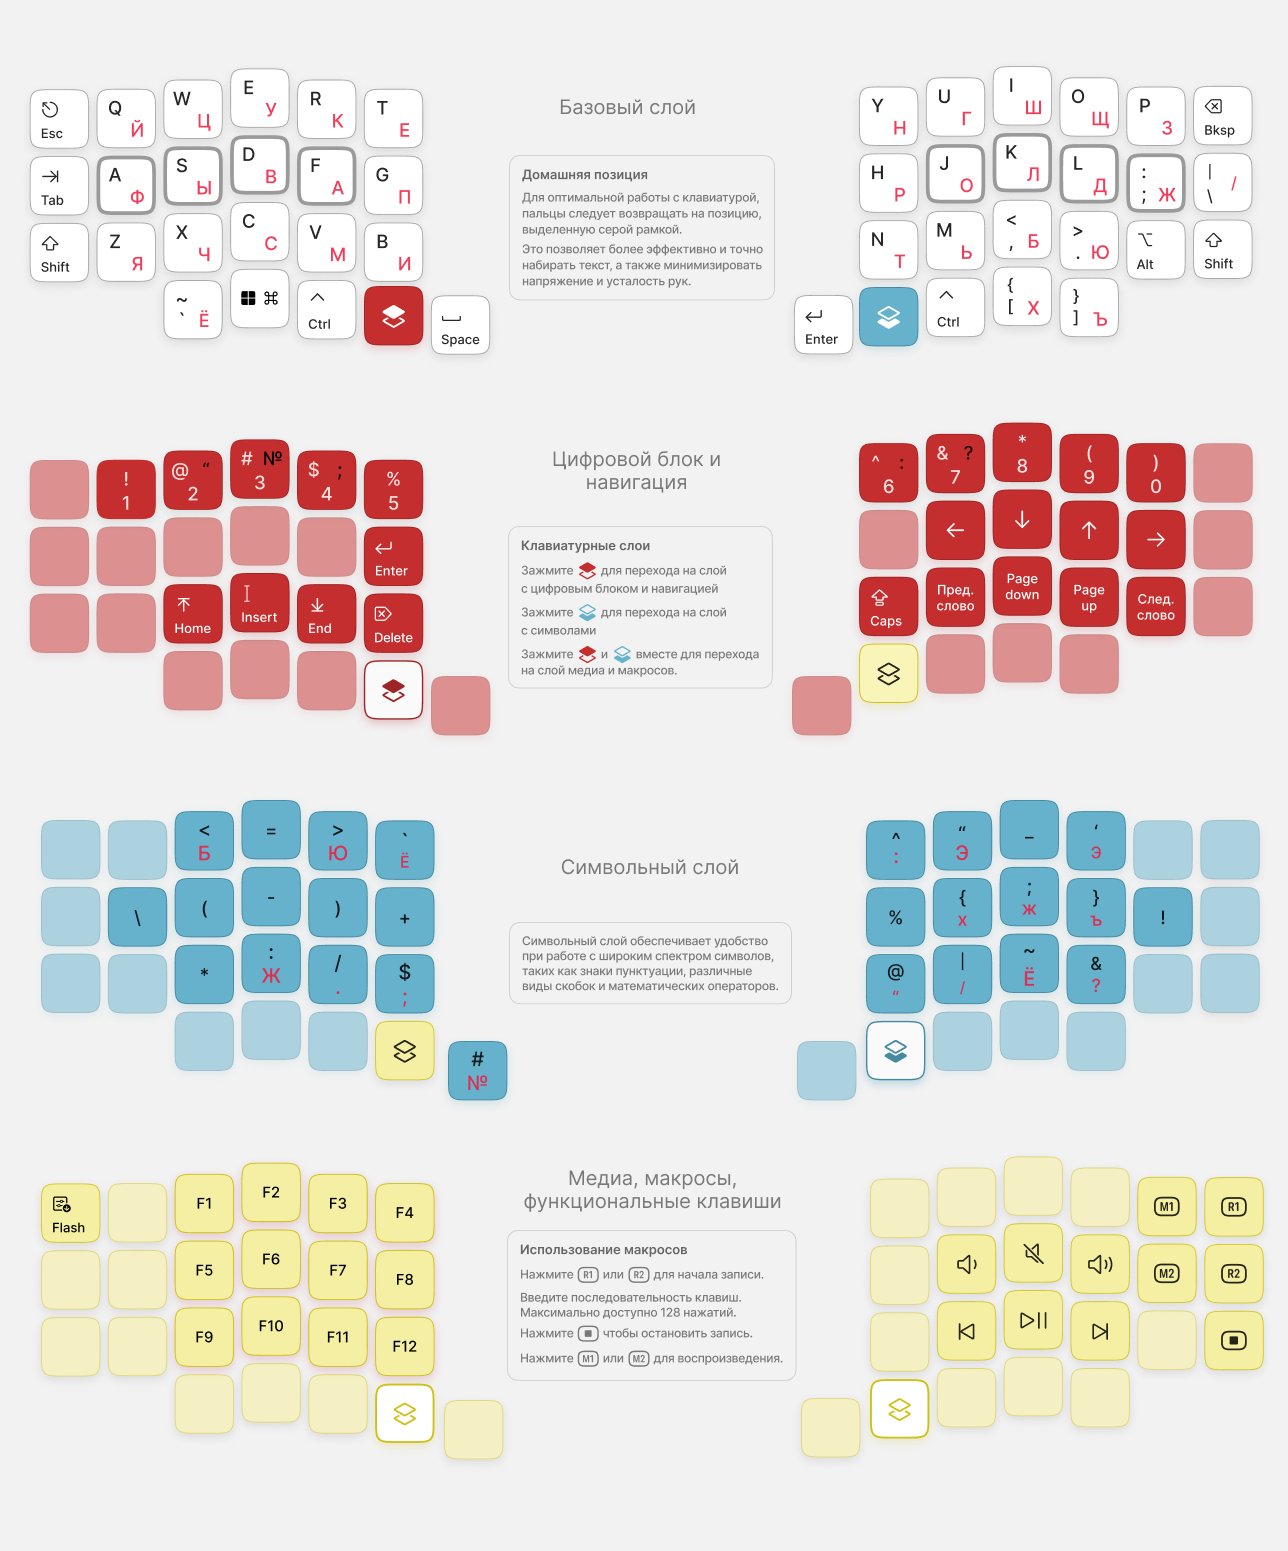 Базовый слой
Esc
Q Й
W Ц
E У
R К
T Е
Y Н
U Г
I Ш
O Щ
P З
Bksp
Tab
A Ф
S Ы
D В
F А
G П
H Р
J О
K Л
L Д
: ; Ж
| \ /
Shift
Z Я
X Ч
C С
V М
B И
N Т
M Ь
< , Б
> . Ю
Alt
Shift
~ ` Ё
⌘
Ctrl
Space
Enter
Ctrl
{ [ Х
} ] Ъ
Домашняя позиция
Для оптимальной работы с клавиатурой,
пальцы следует возвращать на позицию,
выделенную серой рамкой.
Это позволяет более эффективно и точно
набирать текст, а также минимизировать
напряжение и усталость рук.
Цифровой блок и
навигация
! 1
@ “ 2
# № 3
$ ; 4
% 5
^ : 6
& ? 7
* 8
( 9
) 0
Enter
←
↓
↑
→
Home
Insert
End
Delete
Caps
Пред.
слово
Page
down
Page
up
След.
слово
Клавиатурные слои
Зажмите для перехода на слой
с цифровым блоком и навигацией
Зажмите для перехода на слой
с символами
Зажмите и вместе для перехода
на слой медиа и макросов.
Символьный слой
< Б
=
> Ю
` Ё
^ :
“ Э
_
‘ Э
\
(
-
)
+
%
{ х
; ж
} ъ
!
*
: Ж
/ .
$ ;
@ “
| /
~ Ё
& ?
# №
Символьный слой обеспечивает удобство
при работе с широким спектром символов,
таких как знаки пунктуации, различные
виды скобок и математических операторов.
Медиа, макросы,
функциональные клавиши
Flash
F1
F2
F3
F4
M1
R1
F5
F6
F7
F8
M2
R2
F9
F10
F11
F12
Использование макросов
Нажмите R1 или R2 для начала записи.
Введите последовательность клавиш.
Максимально доступно 128 нажатий.
Нажмите чтобы остановить запись.
Нажмите M1 или M2 для воспроизведения.